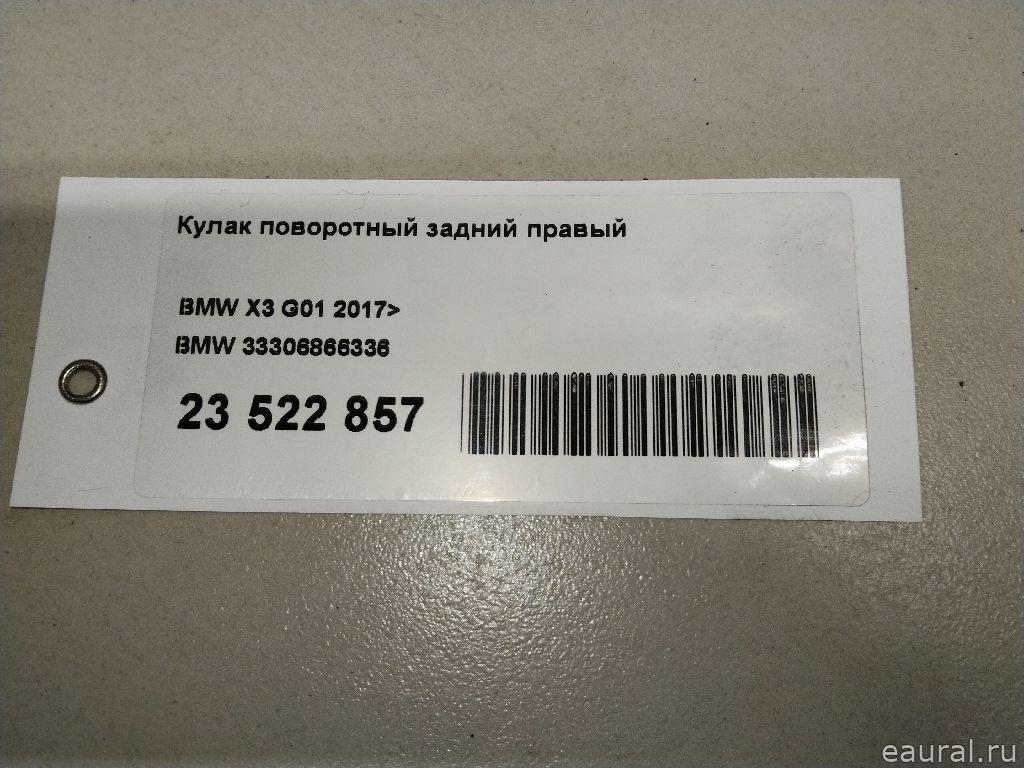 Кулак поворотный задний правый
BMW X3 G01 2017>
BMW 33306866336
23 522 857
eaural.ru